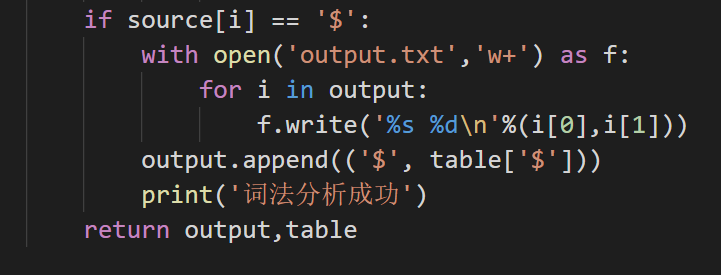 if source[i] == '$':
with open('output.txt','w+') as f:
for i in output:
f.write('%s %d\n'%(i[0],i[1]))
output.append(('$', table['$']))
print('词法分析成功')
return output,table